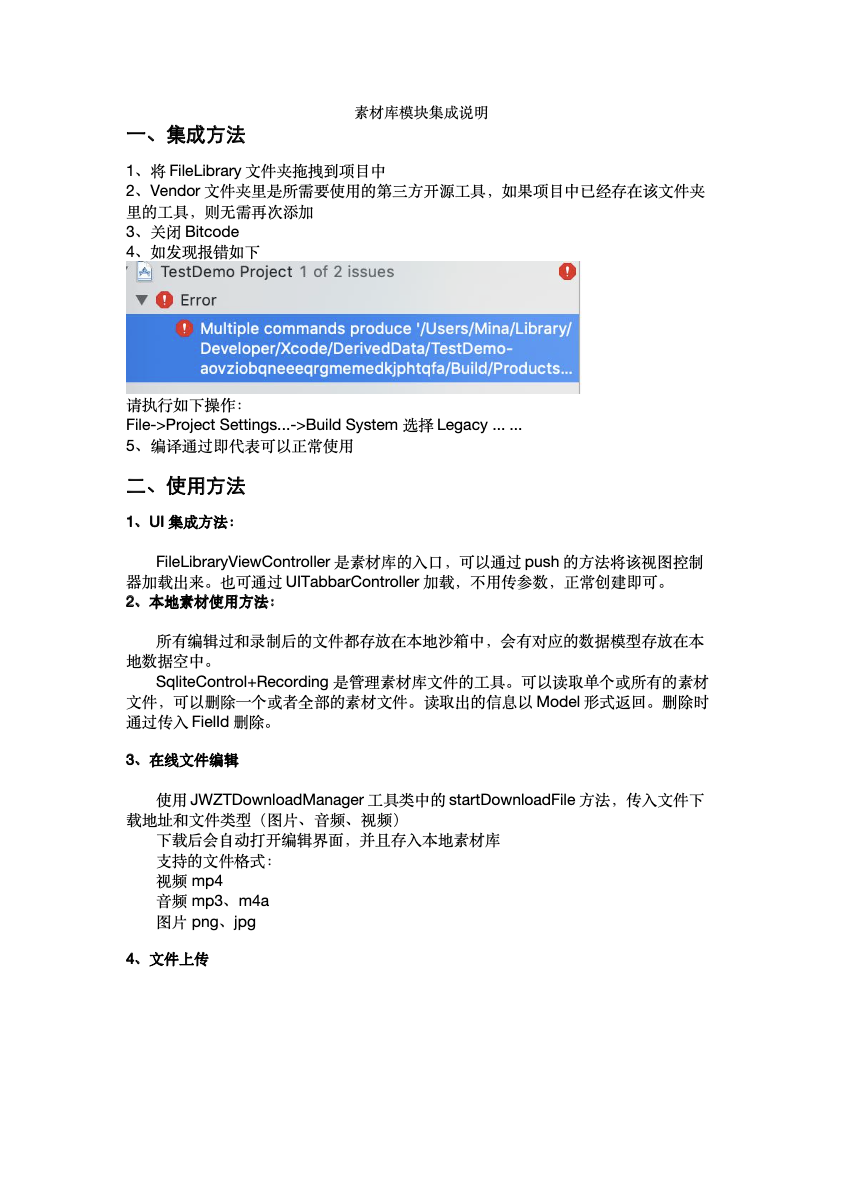 素材库模块集成说明
一、集成方法
1、将 FileLibrary 文件夹拖拽到项目中
2、Vendor 文件夹里是所需要使用的第三方开源工具，如果项目中已经存在该文件夹
里的工具，则无需再次添加
3、关闭 Bitcode
4、如发现报错如下
TestDemo Project 1 of 2 issues
Error
Multiple commands produce '/Users/Mina/Library/
Developer/Xcode/DerivedData/TestDemo-
aovziobqneeeqrgmemedkjphtqfa/Build/Products...
请执行如下操作：
File->Project Settings...->Build System 选择 Legacy ... ...
5、编译通过即代表可以正常使用
二、使用方法
1、UI 集成方法：
FileLibraryViewController 是素材库的入口，可以通过 push 的方法将该视图控制
器加载出来。也可通过 UITabbarController 加载，不用传参数，正常创建即可。
2、本地素材使用方法：
所有编辑过和录制后的文件都存放在本地沙箱中，会有对应的数据模型存放在本
地数据空中。
SqliteControl+Recording 是管理素材库文件的工具。可以读取单个或所有的素材
文件，可以删除一个或者全部的素材文件。读取出的信息以 Model 形式返回。删除时
通过传入 FielId 删除。
3、在线文件编辑
使用 JWZTDownloadManager 工具类中的 startDownloadFile 方法，传入文件下
载地址和文件类型（图片、音频、视频）
下载后会自动打开编辑界面，并且存入本地素材库
支持的文件格式：
视频 mp4
音频 mp3、m4a
图片 png、jpg
4、文件上传